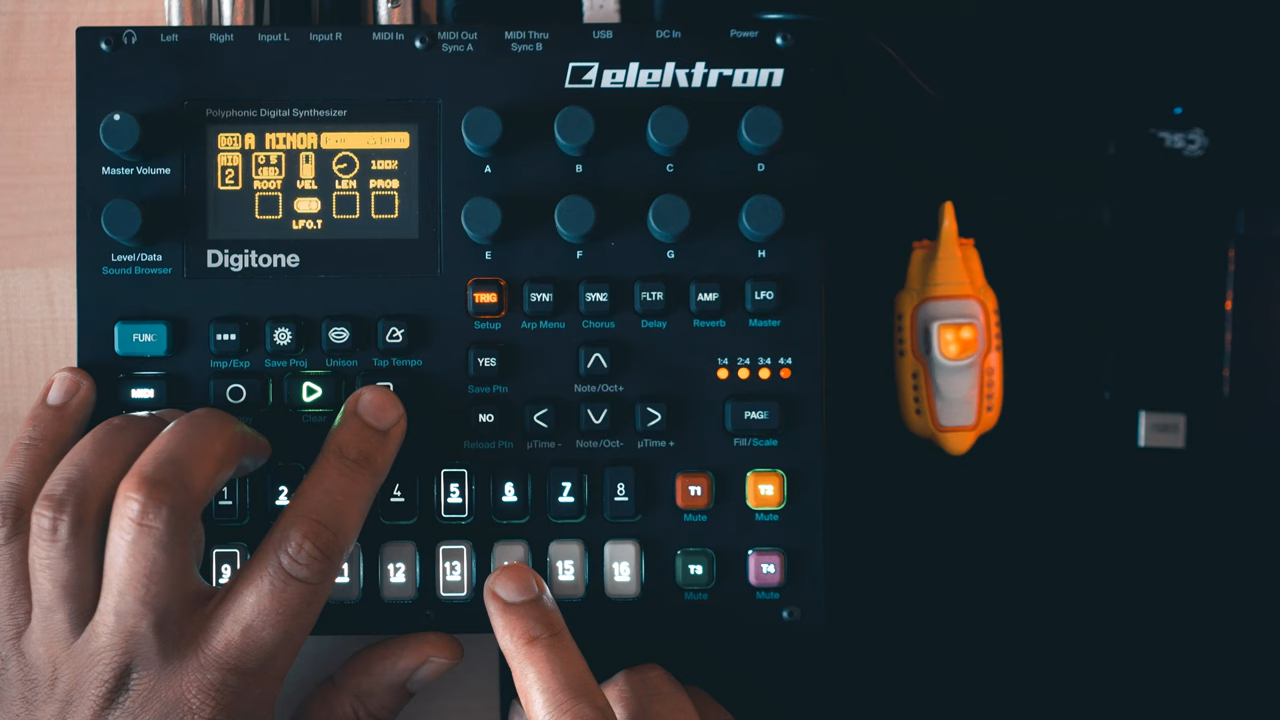 Left Right Input L Input R MIDI In MIDI Out MIDI Thru USB DC In Power
Sync A Sync B
elektron
Polyphonic Digital Synthesizer
D01 A MINOR
MID 2 C 5 100%
ROOT VEL LEN PROB
LFO.T
Digitone
Master Volume
Level/Data
Sound Browser
A B C D
E F G H
TRIG SYN1 SYN2 FLTR AMP LFO
Setup Arp Menu Chorus Delay Reverb Master
FUNC
Imp/Exp Save Proj Unison Tap Tempo
YES
Save Ptn
Note/Oct+
1:4 2:4 3:4 4:4
MIDI
Clear
NO
PAGE
Reload Ptn µTime - Note/Oct- µTime + Fill/Scale
1 2 4 5 6 7 8
T1 T2
Mute Mute
9 12 13 15 16
T3 T4
Mute Mute